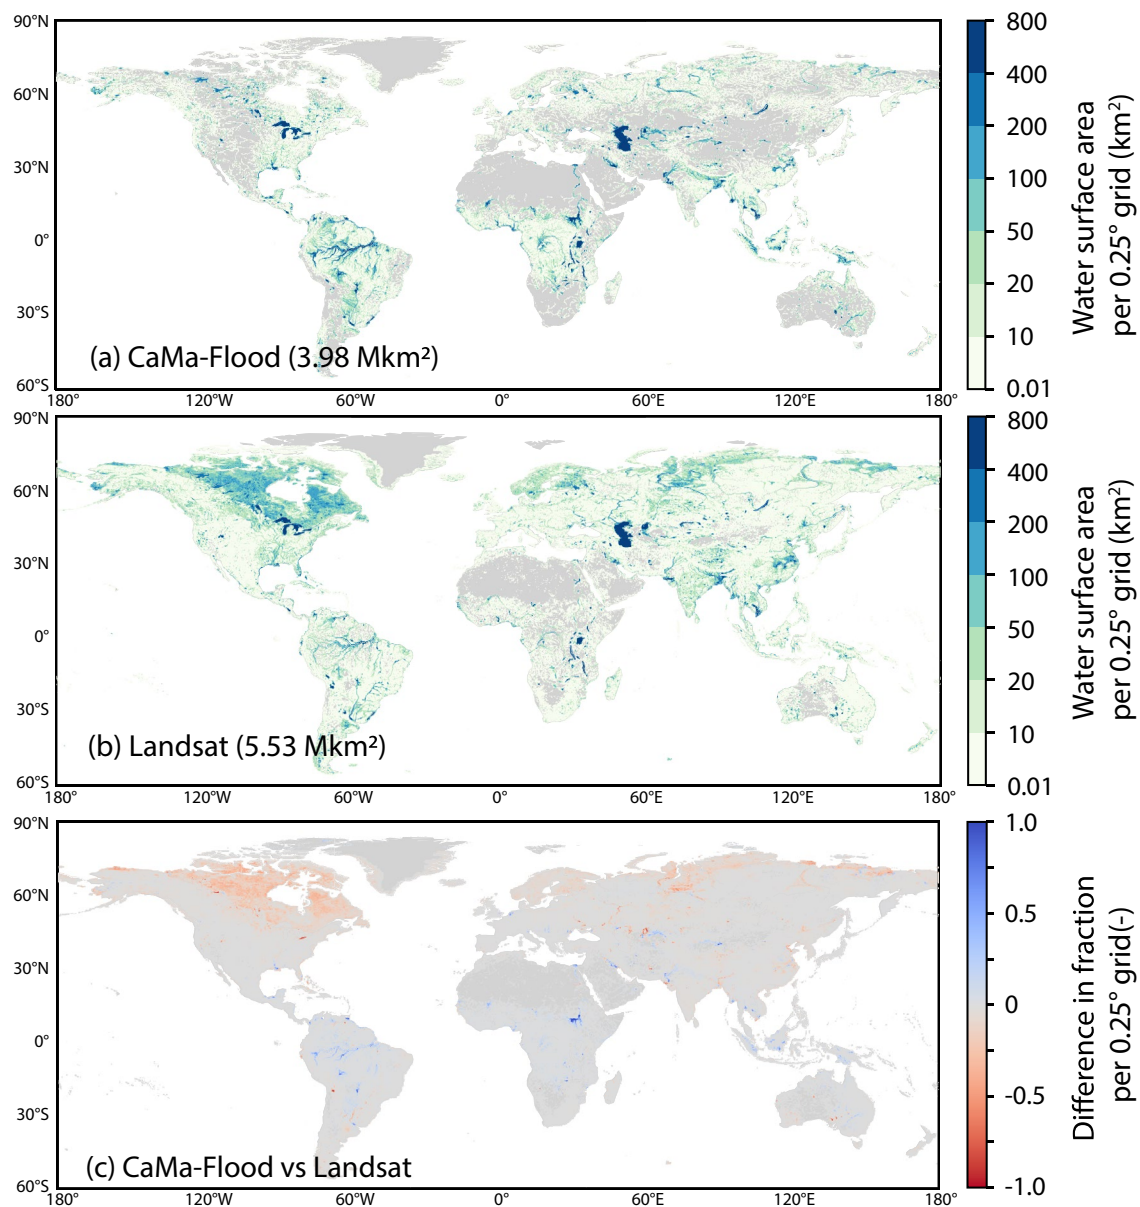 90°N
60°N
30°N
0°
30°S
60°S
180°
120°W
60°W
0°
60°E
120°E
180°
(a) CaMa-Flood (3.98 Mkm²)
800
400
200
100
50
20
10
0.01
Water surface area
per 0.25° grid (km²)
90°N
60°N
30°N
0°
30°S
60°S
180°
120°W
60°W
0°
60°E
120°E
180°
(b) Landsat (5.53 Mkm²)
800
400
200
100
50
20
10
0.01
Water surface area
per 0.25° grid (km²)
90°N
60°N
30°N
0°
30°S
60°S
180°
120°W
60°W
0°
60°E
120°E
180°
(c) CaMa-Flood vs Landsat
1.0
0.5
0
-0.5
-1.0
Difference in fraction
per 0.25° grid(-)